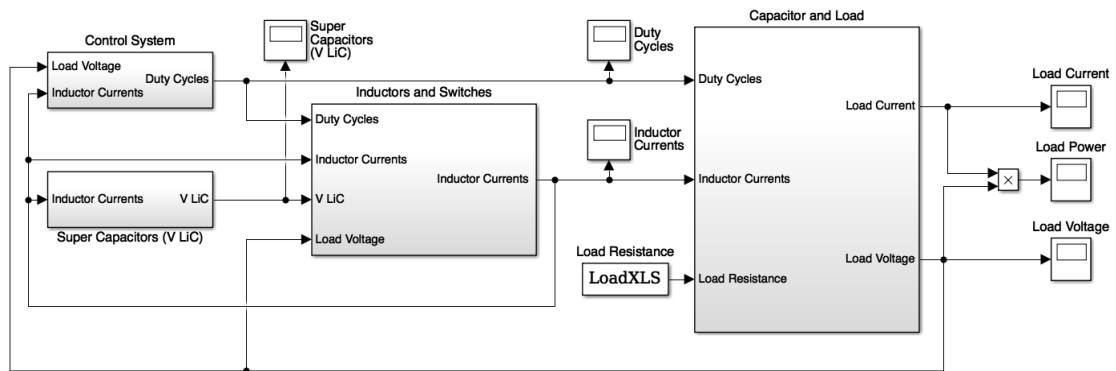 Control System
Load Voltage
Duty Cycles
Inductor Currents
Super
Capacitors
(V LiC)
Inductors and Switches
Duty Cycles
Inductor Currents
Inductor Currents
V LiC
Load Voltage
Inductor Currents
V LiC
Super Capacitors (V LiC)
Duty
Cycles
Inductor
Currents
Load Resistance
LoadXLS
Capacitor and Load
Duty Cycles
Load Current
Inductor Currents
Load Voltage
Load Resistance
Load Current
Load Power
×
Load Voltage